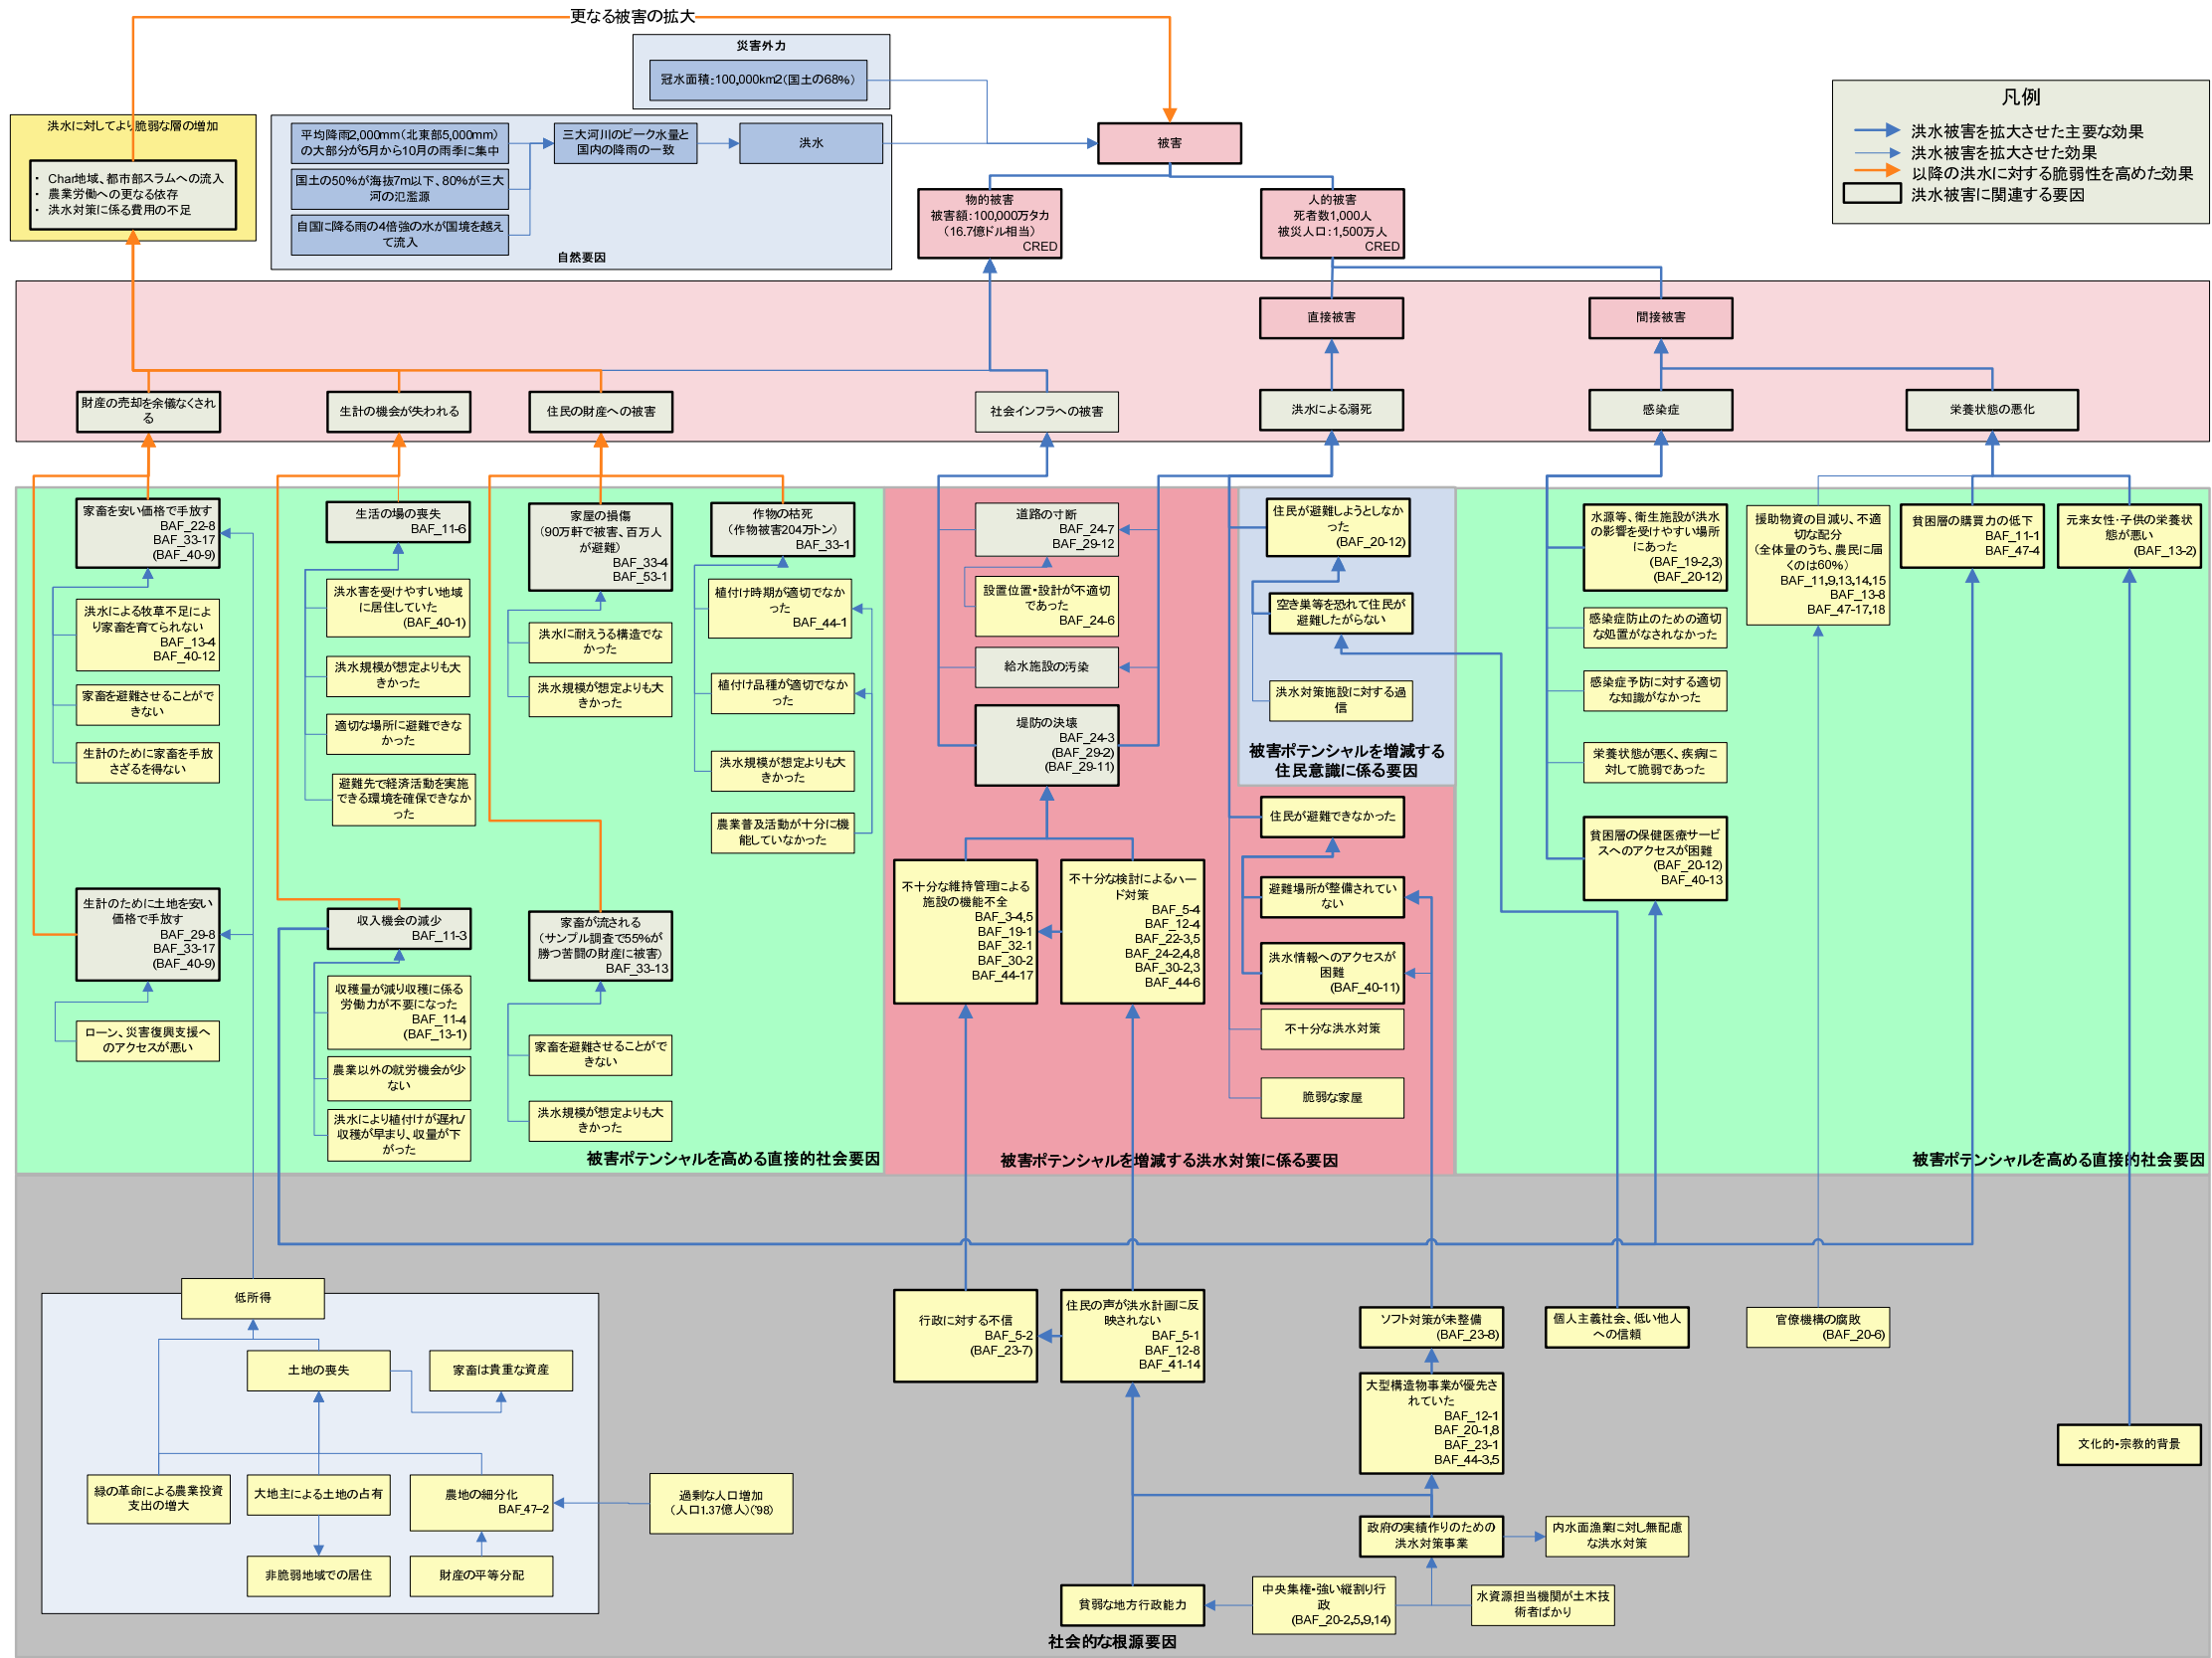 更なる被害の拡大
災害外力
冠水面積：100,000km2（国土の68%）
凡例
洪水被害を拡大させた主要な効果
洪水被害を拡大させた効果
以降の洪水に対する脆弱性を高めた効果
洪水被害に関連する要因
洪水に対してより脆弱な層の増加
・ Char地域、都市部スラムへの流入
・ 農業労働への更なる依存
・ 洪水対策に係る費用の不足
平均降雨2,000mm（北東部5,000mm）
の大部分が5月から10月の雨季に集中
三大河川のピーク水量と
国内の降雨の一致
洪水
国土の50%が海抜7m以下、80%が三大
河の氾濫源
自国に降る雨の4倍強の水が国境を越え
て流入
自然要因
被害
物的被害
被害額：100,000万タカ
（16.7億ドル相当）
CRED
人的被害
死者数1,000人
被災人口：1,500万人
CRED
直接被害
間接被害
財産の売却を余儀なくされ
る
生計の機会が失われる
住民の財産への被害
社会インフラへの被害
洪水による溺死
感染症
栄養状態の悪化
家畜を安い価格で手放す
BAF_22-8
BAF_33-17
(BAF_40-9)
洪水による牧草不足によ
り家畜を育てられない
BAF_13-4
BAF_40-12
家畜を避難させることがで
きない
生計のために家畜を手放
さざるを得ない
生計のために土地を安い
価格で手放す
BAF_29-8
BAF_33-17
(BAF_40-9)
ローン、災害復興支援へ
のアクセスが悪い
生活の場の喪失
BAF_11-6
洪水害を受けやすい地域
に居住していた
(BAF_40-1)
洪水規模が想定よりも大
きかった
適切な場所に避難できな
かった
避難先で経済活動を実施
できる環境を確保できなか
った
収入機会の減少
BAF_11-3
収穫量が減り収穫に係る
労働力が不要になった
BAF_11-4
(BAF_13-1)
農業以外の就労機会が少
ない
洪水により植付けが遅れ/
収穫が早まり、収量が下
がった
家屋の損傷
（90万軒で被害、百万人
が避難）
BAF_33-4
BAF_53-1
洪水に耐えうる構造でな
かった
洪水規模が想定よりも大
きかった
家畜が流される
（サンプル調査で55%が
勝つ苦闘の財産に被害）
BAF_33-13
家畜を避難させることがで
きない
洪水規模が想定よりも大
きかった
作物の枯死
（作物被害204万トン）
BAF_33-1
植付け時期が適切でなか
った
BAF_44-1
植付け品種が適切でなか
った
洪水規模が想定よりも大
きかった
農業普及活動が十分に機
能していなかった
被害ポテンシャルを高める直接的社会要因
道路の寸断
BAF_24-7
BAF_29-12
設置位置・設計が不適切
であった
BAF_24-6
給水施設の汚染
堤防の決壊
BAF_24-3
(BAF_29-2)
(BAF_29-11)
不十分な維持管理による
施設の機能不全
BAF_3-4,5
BAF_19-1
BAF_32-1
BAF_30-2
BAF_44-17
不十分な検討によるハー
ド対策
BAF_5-4
BAF_12-4
BAF_22-3,5
BAF_24-2,4,8
BAF_30-2,3
BAF_44-6
住民が避難しようとしなか
った
(BAF_20-12)
空き巣等を恐れて住民が
避難したがらない
洪水対策施設に対する過
信
被害ポテンシャルを増減する
住民意識に係る要因
住民が避難できなかった
避難場所が整備されてい
ない
洪水情報へのアクセスが
困難
(BAF_40-11)
不十分な洪水対策
脆弱な家屋
被害ポテンシャルを増減する洪水対策に係る要因
水源等、衛生施設が洪水
の影響を受けやすい場所
にあった
(BAF_19-2,3)
(BAF_20-12)
感染症防止のための適切
な処置がなされなかった
感染症予防に対する適切
な知識がなかった
栄養状態が悪く、疾病に
対して脆弱であった
貧困層の保健医療サービ
スへのアクセスが困難
(BAF_20-12)
BAF_40-13
援助物資の目減り、不適
切な配分
（全体量のうち、農民に届
くのは60%）
BAF_11,9,13,14,15
BAF_13-8
BAF_47-17,18
貧困層の購買力の低下
BAF_11-1
BAF_47-4
元来女性・子供の栄養状
態が悪い
(BAF_13-2)
被害ポテンシャルを高める直接的社会要因
低所得
土地の喪失
家畜は貴重な資産
緑の革命による農業投資
支出の増大
大地主による土地の占有
農地の細分化
BAF_47-2
非脆弱地域での居住
財産の平等分配
過剰な人口増加
（人口1.37億人）（'98）
行政に対する不信
BAF_5-2
(BAF_23-7)
住民の声が洪水計画に反
映されない
BAF_5-1
BAF_12-8
BAF_41-14
ソフト対策が未整備
(BAF_23-8)
個人主義社会、低い他人
への信頼
官僚機構の腐敗
(BAF_20-6)
大型構造物事業が優先さ
れていた
BAF_12-1
BAF_20-1,8
BAF_23-1
BAF_44-3,5
文化的・宗教的背景
政府の実績作りのための
洪水対策事業
内水面漁業に対し無配慮
な洪水対策
貧弱な地方行政能力
中央集権・強い縦割り行
政
(BAF_20-2,5,9,14)
水資源担当機関が土木技
術者ばかり
社会的な根源要因